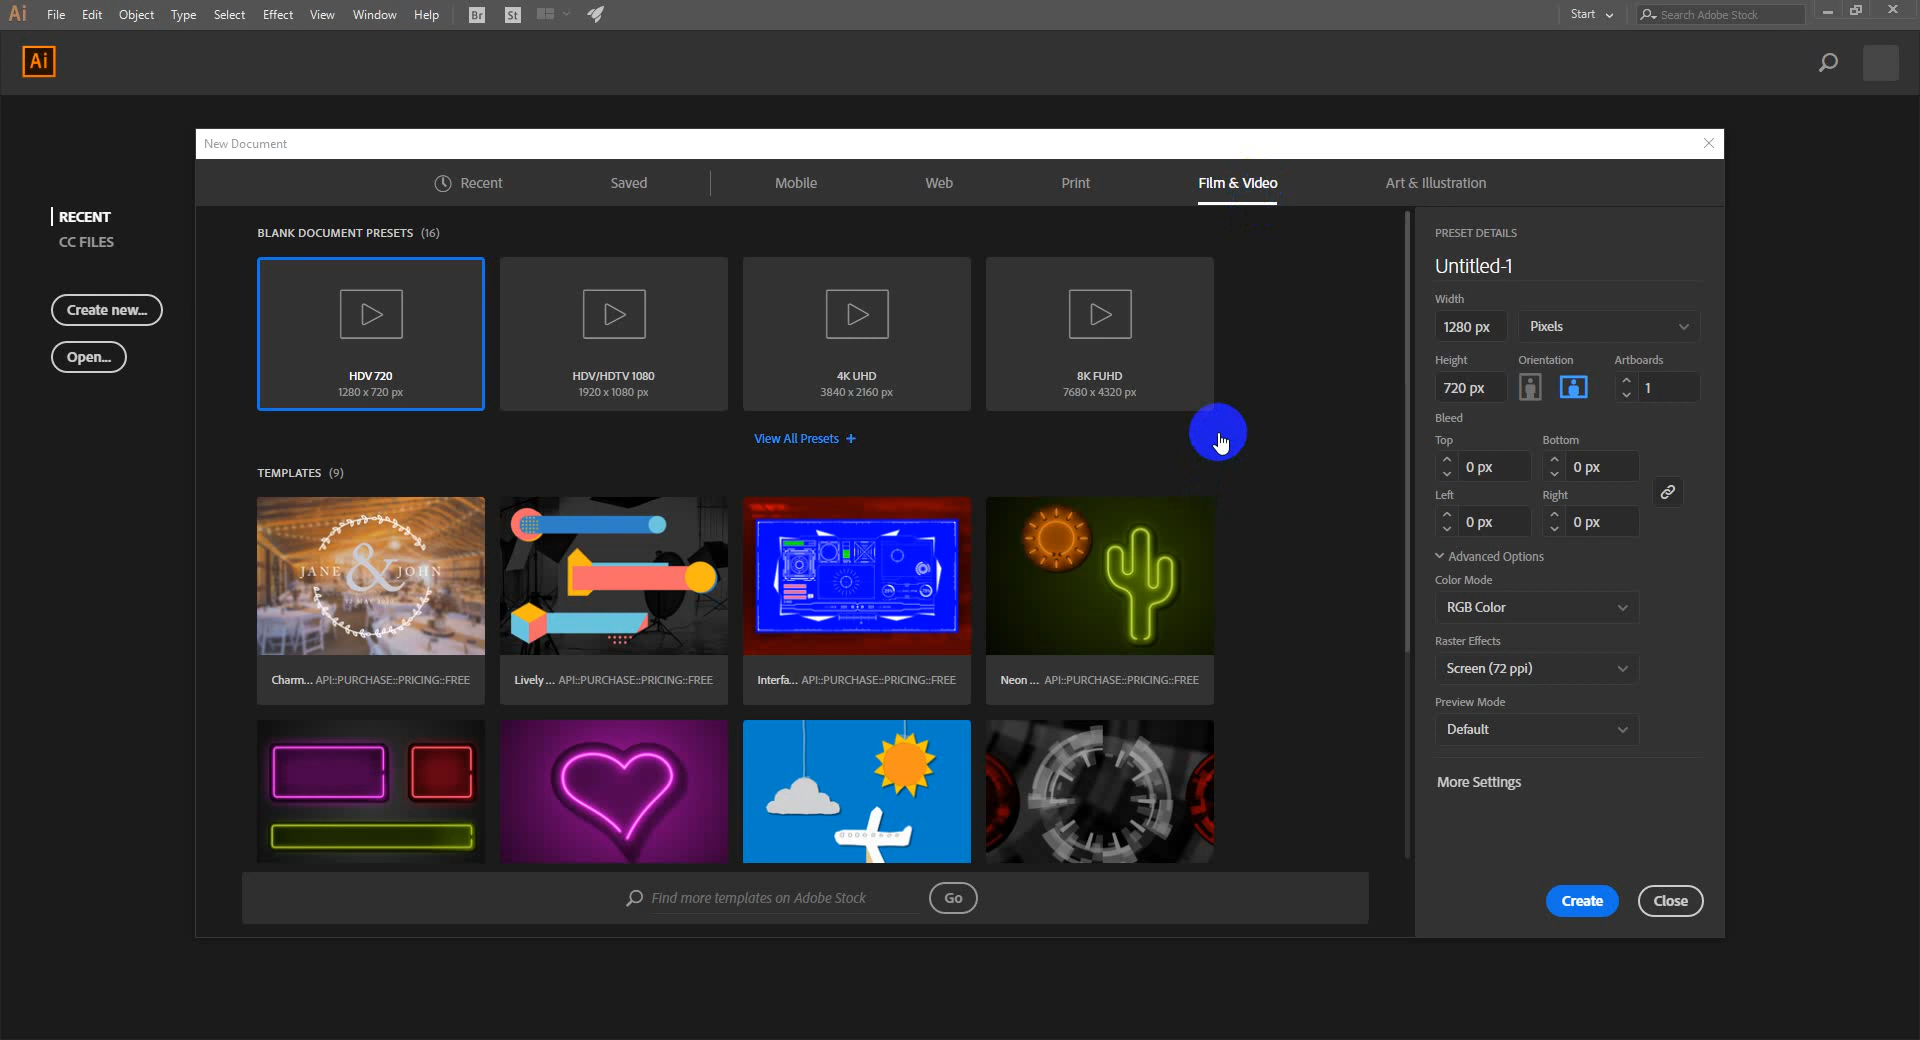 Ai File Edit Object Type Select Effect View Window Help Br St Start Search Adobe Stock
Ai
New Document
Recent Saved Mobile Web Print Film & Video Art & Illustration
RECENT
CC FILES
Create new...
Open...
BLANK DOCUMENT PRESETS (16)
HDV 720
1280 x 720 px
HDV/HDTV 1080
1920 x 1080 px
4K UHD
3840 x 2160 px
8K FUHD
7680 x 4320 px
View All Presets +
TEMPLATES (9)
JANE & JOHN
Charm... API::PURCHASE::PRICING::FREE
Lively ... API::PURCHASE::PRICING::FREE
Interfa... API::PURCHASE::PRICING::FREE
Neon ... API::PURCHASE::PRICING::FREE
Find more templates on Adobe Stock Go
PRESET DETAILS
Untitled-1
Width
1280 px Pixels
Height Orientation Artboards
720 px 1
Bleed
Top Bottom
0 px 0 px
Left Right
0 px 0 px
Advanced Options
Color Mode
RGB Color
Raster Effects
Screen (72 ppi)
Preview Mode
Default
More Settings
Create Close